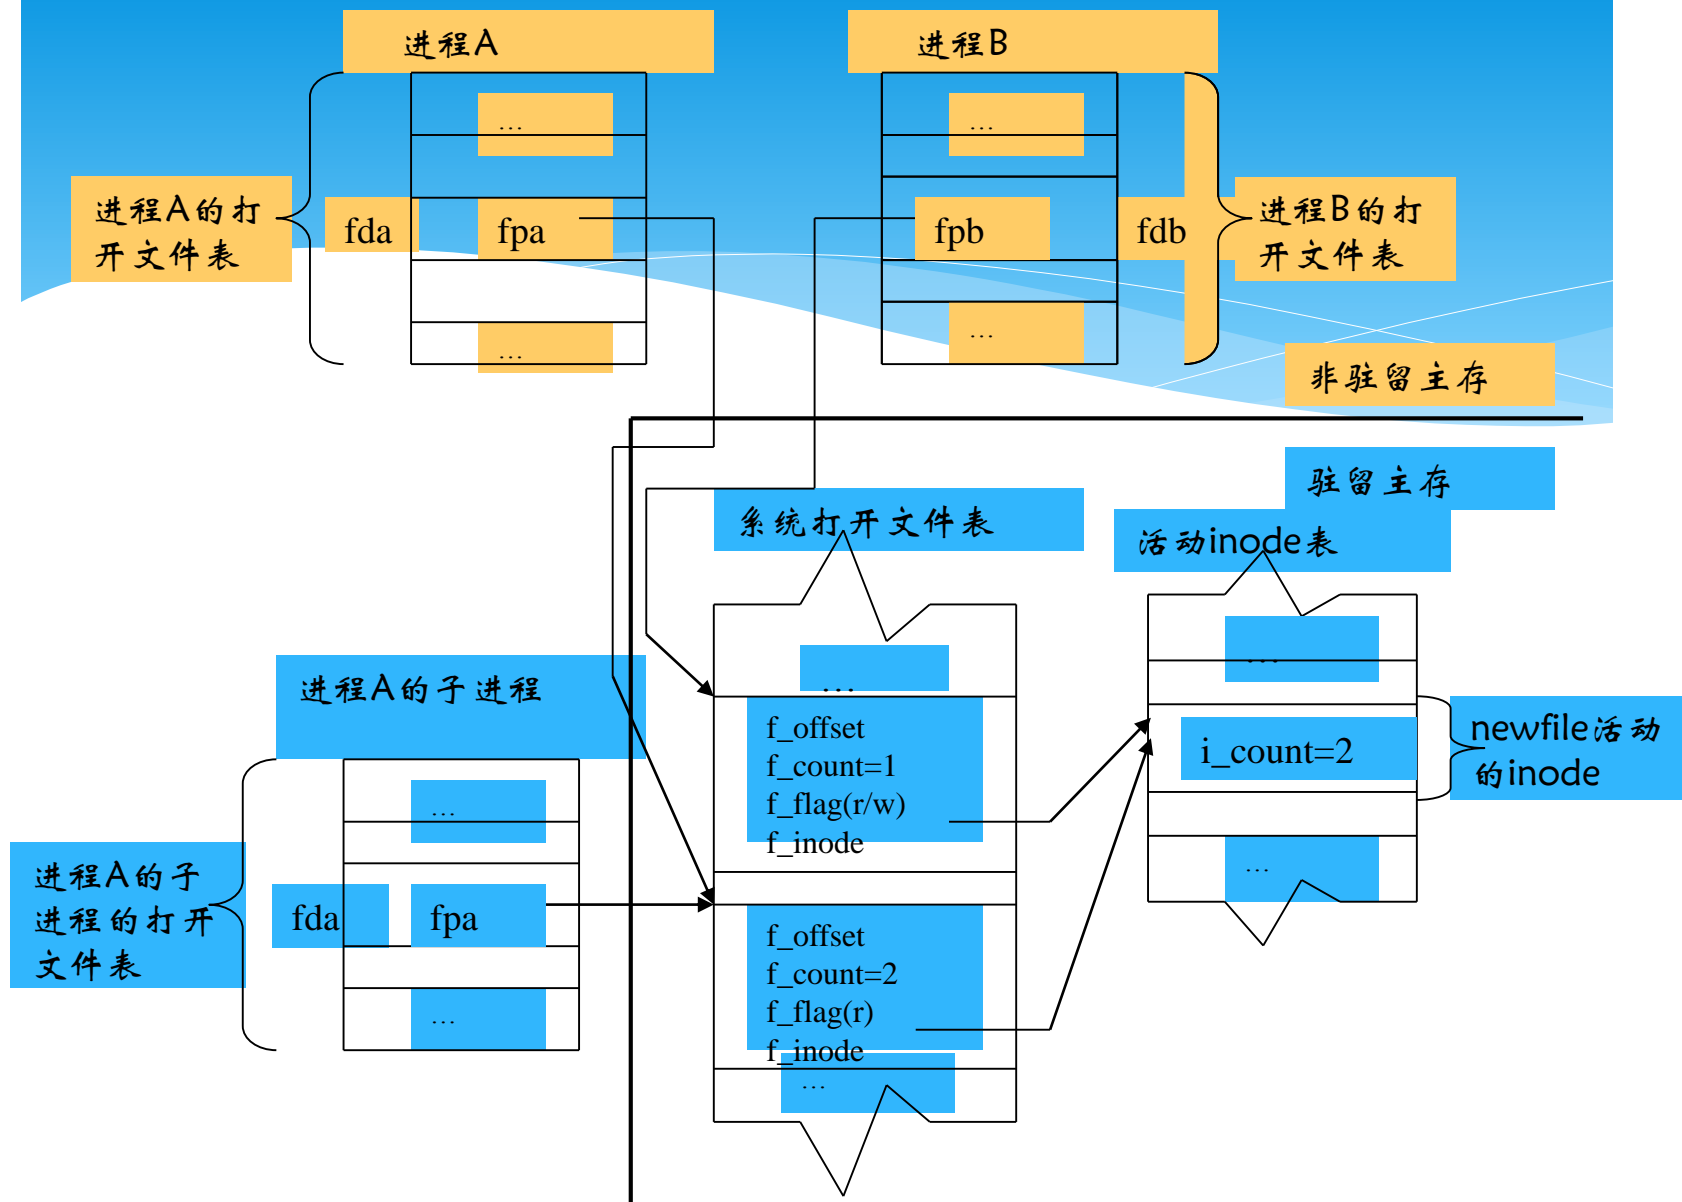 进程A
进程B
…
…
进程A的打
开文件表
fda
fpa
fpb
fdb
进程B的打
开文件表
…
…
非驻留主存
驻留主存
系统打开文件表
活动inode表
…
…
进程A的子进程
f_offset
f_count=1
f_flag(r/w)
f_inode
i_count=2
newfile活动
的inode
…
…
进程A的子
进程的打开
文件表
fda
fpa
f_offset
f_count=2
f_flag(r)
f_inode
…
…